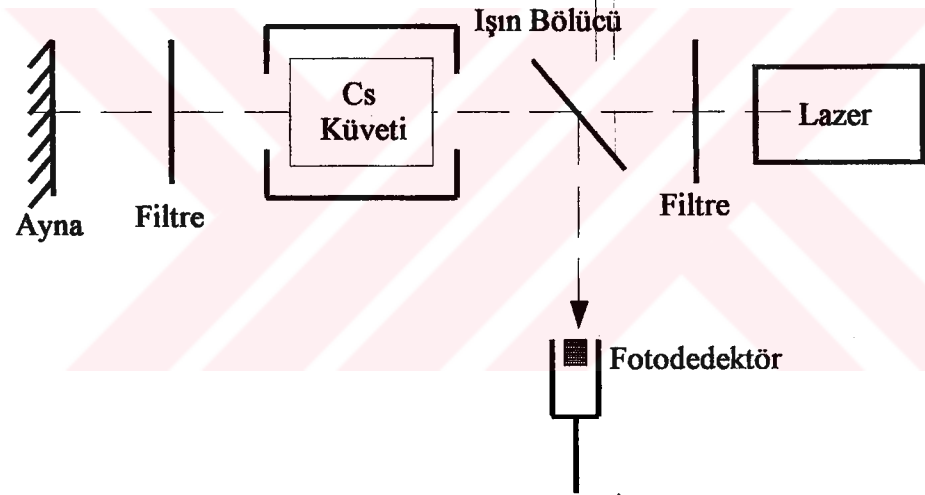 Işın Bölücü
Cs
Küveti
Lazer
Ayna
Filtre
Filtre
Fotodedektör